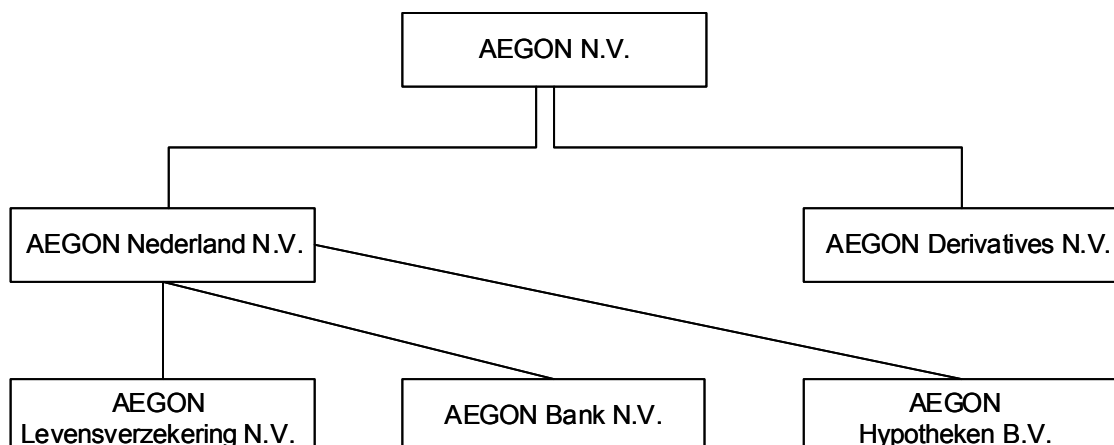 AEGON N.V.
AEGON Nederland N.V.
AEGON Derivatives N.V.
AEGON
Levensverzekering N.V.
AEGON Bank N.V.
AEGON
Hypotheken B.V.